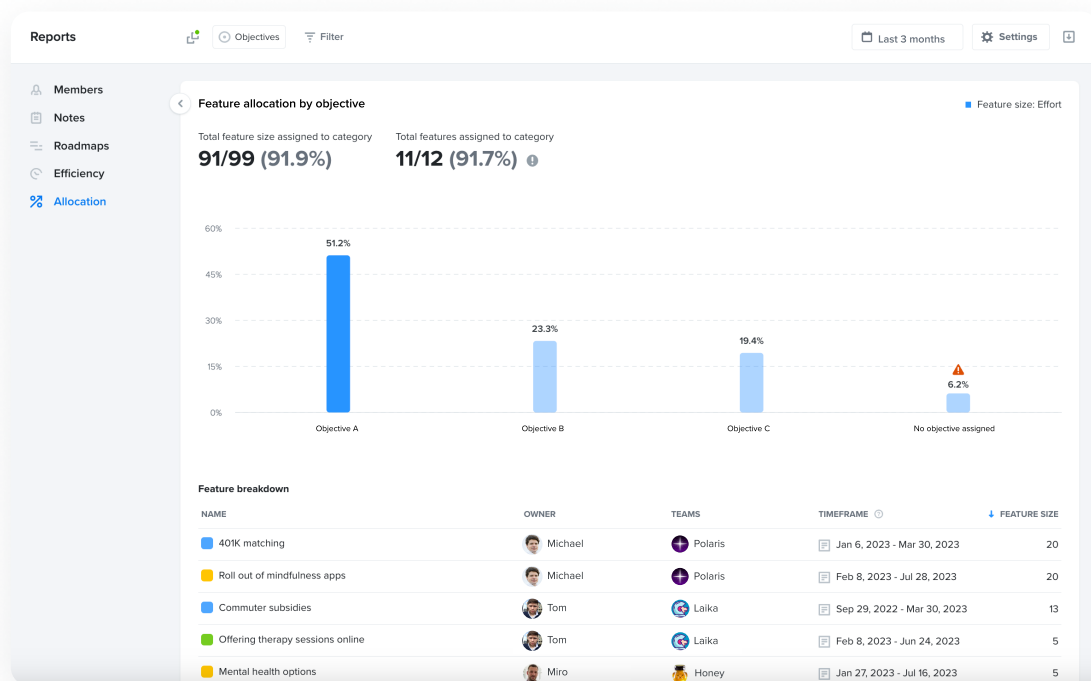 Reports
Objectives
Filter
Last 3 months
Settings
Members
Notes
Roadmaps
Efficiency
Allocation
Feature allocation by objective
Feature size: Effort
Total feature size assigned to category
Total features assigned to category
91/99 (91.9%)
11/12 (91.7%)
60%
45%
30%
15%
0%
51.2%
23.3%
19.4%
6.2%
Objective A
Objective B
Objective C
No objective assigned
Feature breakdown
NAME OWNER TEAMS TIMEFRAME FEATURE SIZE
401K matching Michael Polaris Jan 6, 2023 - Mar 30, 2023 20
Roll out of mindfulness apps Michael Polaris Feb 8, 2023 - Jul 28, 2023 20
Commuter subsidies Tom Laika Sep 29, 2022 - Mar 30, 2023 13
Offering therapy sessions online Tom Laika Feb 8, 2023 - Jun 24, 2023 5
Mental health options Miro Honey Jan 27, 2023 - Jul 16, 2023 5